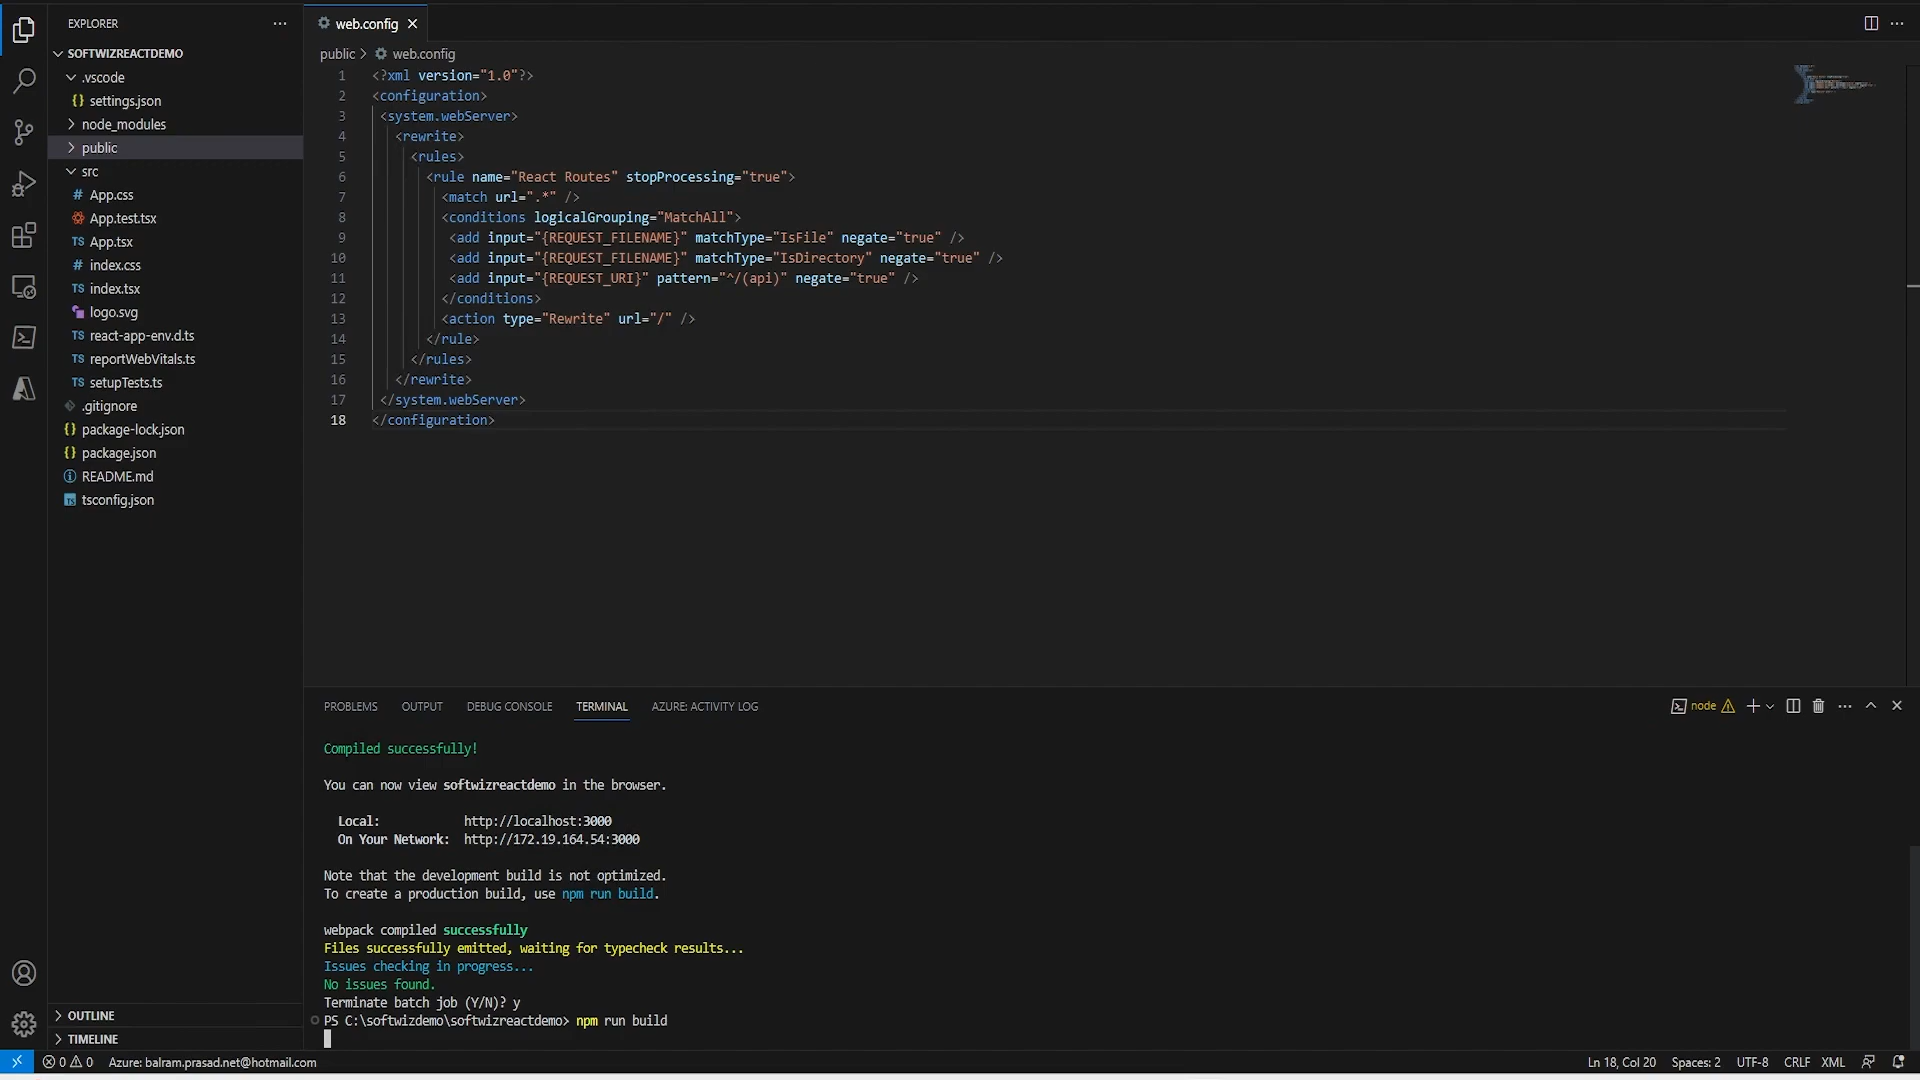 EXPLORER
SOFTWIZREACTDEMO
.vscode
{} settings.json
node_modules
public
src
# App.css
App.test.tsx
TS App.tsx
# index.css
TS index.tsx
logo.svg
TS react-app-env.d.ts
TS reportWebVitals.ts
TS setupTests.ts
.gitignore
{} package-lock.json
{} package.json
README.md
TS tsconfig.json
OUTLINE
TIMELINE
web.config
public > web.config
1 <?xml version="1.0"?>
2 <configuration>
3 <system.webServer>
4 <rewrite>
5 <rules>
6 <rule name="React Routes" stopProcessing="true">
7 <match url=".*" />
8 <conditions logicalGrouping="MatchAll">
9 <add input="{REQUEST_FILENAME}" matchType="IsFile" negate="true" />
10 <add input="{REQUEST_FILENAME}" matchType="IsDirectory" negate="true" />
11 <add input="{REQUEST_URI}" pattern="^/(api)" negate="true" />
12 </conditions>
13 <action type="Rewrite" url="/" />
14 </rule>
15 </rules>
16 </rewrite>
17 </system.webServer>
18 </configuration>
PROBLEMS OUTPUT DEBUG CONSOLE TERMINAL AZURE: ACTIVITY LOG
node
Compiled successfully!
You can now view softwizreactdemo in the browser.
Local: http://localhost:3000
On Your Network: http://172.19.164.54:3000
Note that the development build is not optimized.
To create a production build, use npm run build.
webpack compiled successfully
Files successfully emitted, waiting for typecheck results...
Issues checking in progress...
No issues found.
Terminate batch job (Y/N)? y
PS C:\softwizdemo\softwizreactdemo> npm run build
0 0 Azure: balram.prasad.net@hotmail.com
Ln 18, Col 20 Spaces: 2 UTF-8 CRLF XML